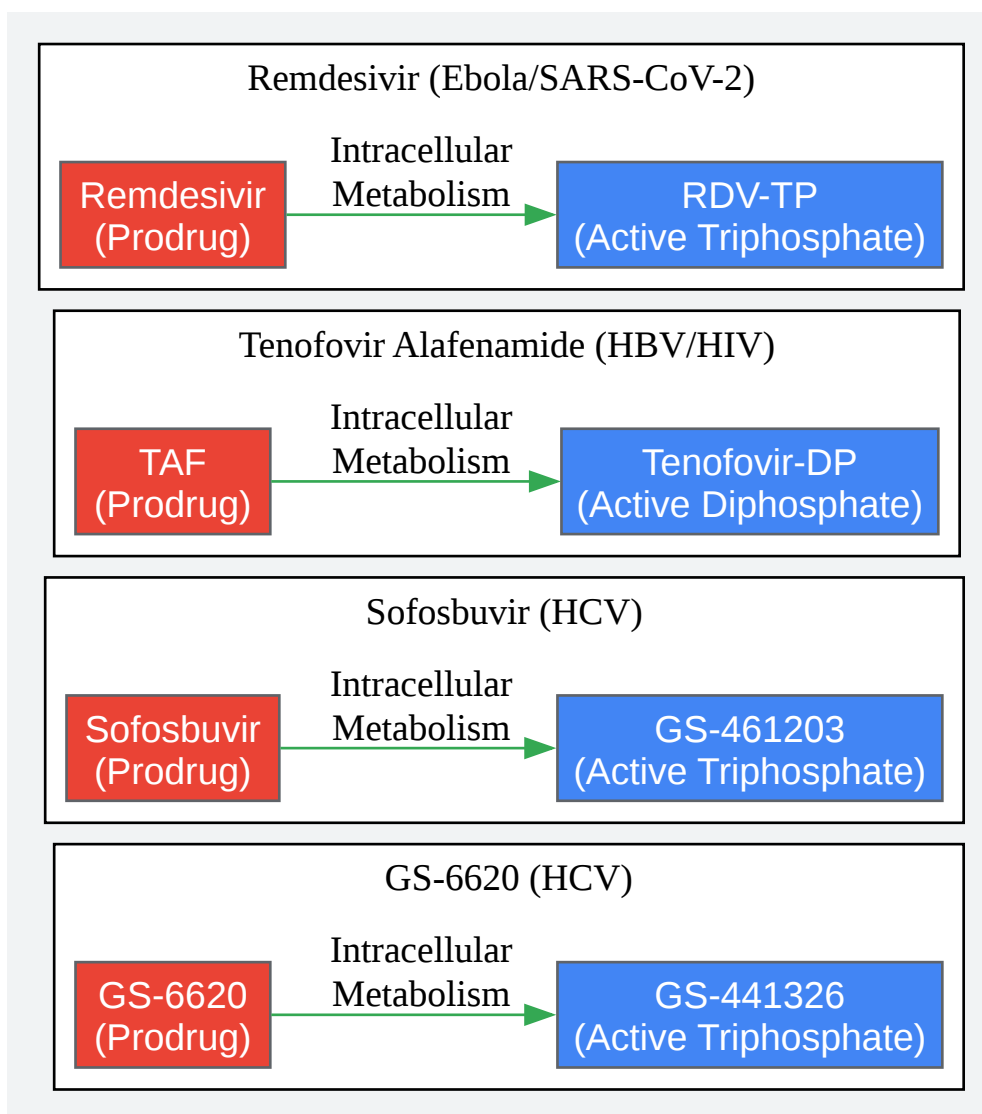 Remdesivir (Ebola/SARS-CoV-2)
Intracellular
Metabolism
Remdesivir
(Prodrug)
RDV-TP
(Active Triphosphate)
Tenofovir Alafenamide (HBV/HIV)
Intracellular
Metabolism
TAF
(Prodrug)
Tenofovir-DP
(Active Diphosphate)
Sofosbuvir (HCV)
Intracellular
Metabolism
Sofosbuvir
(Prodrug)
GS-461203
(Active Triphosphate)
GS-6620 (HCV)
Intracellular
Metabolism
GS-6620
(Prodrug)
GS-441326
(Active Triphosphate)